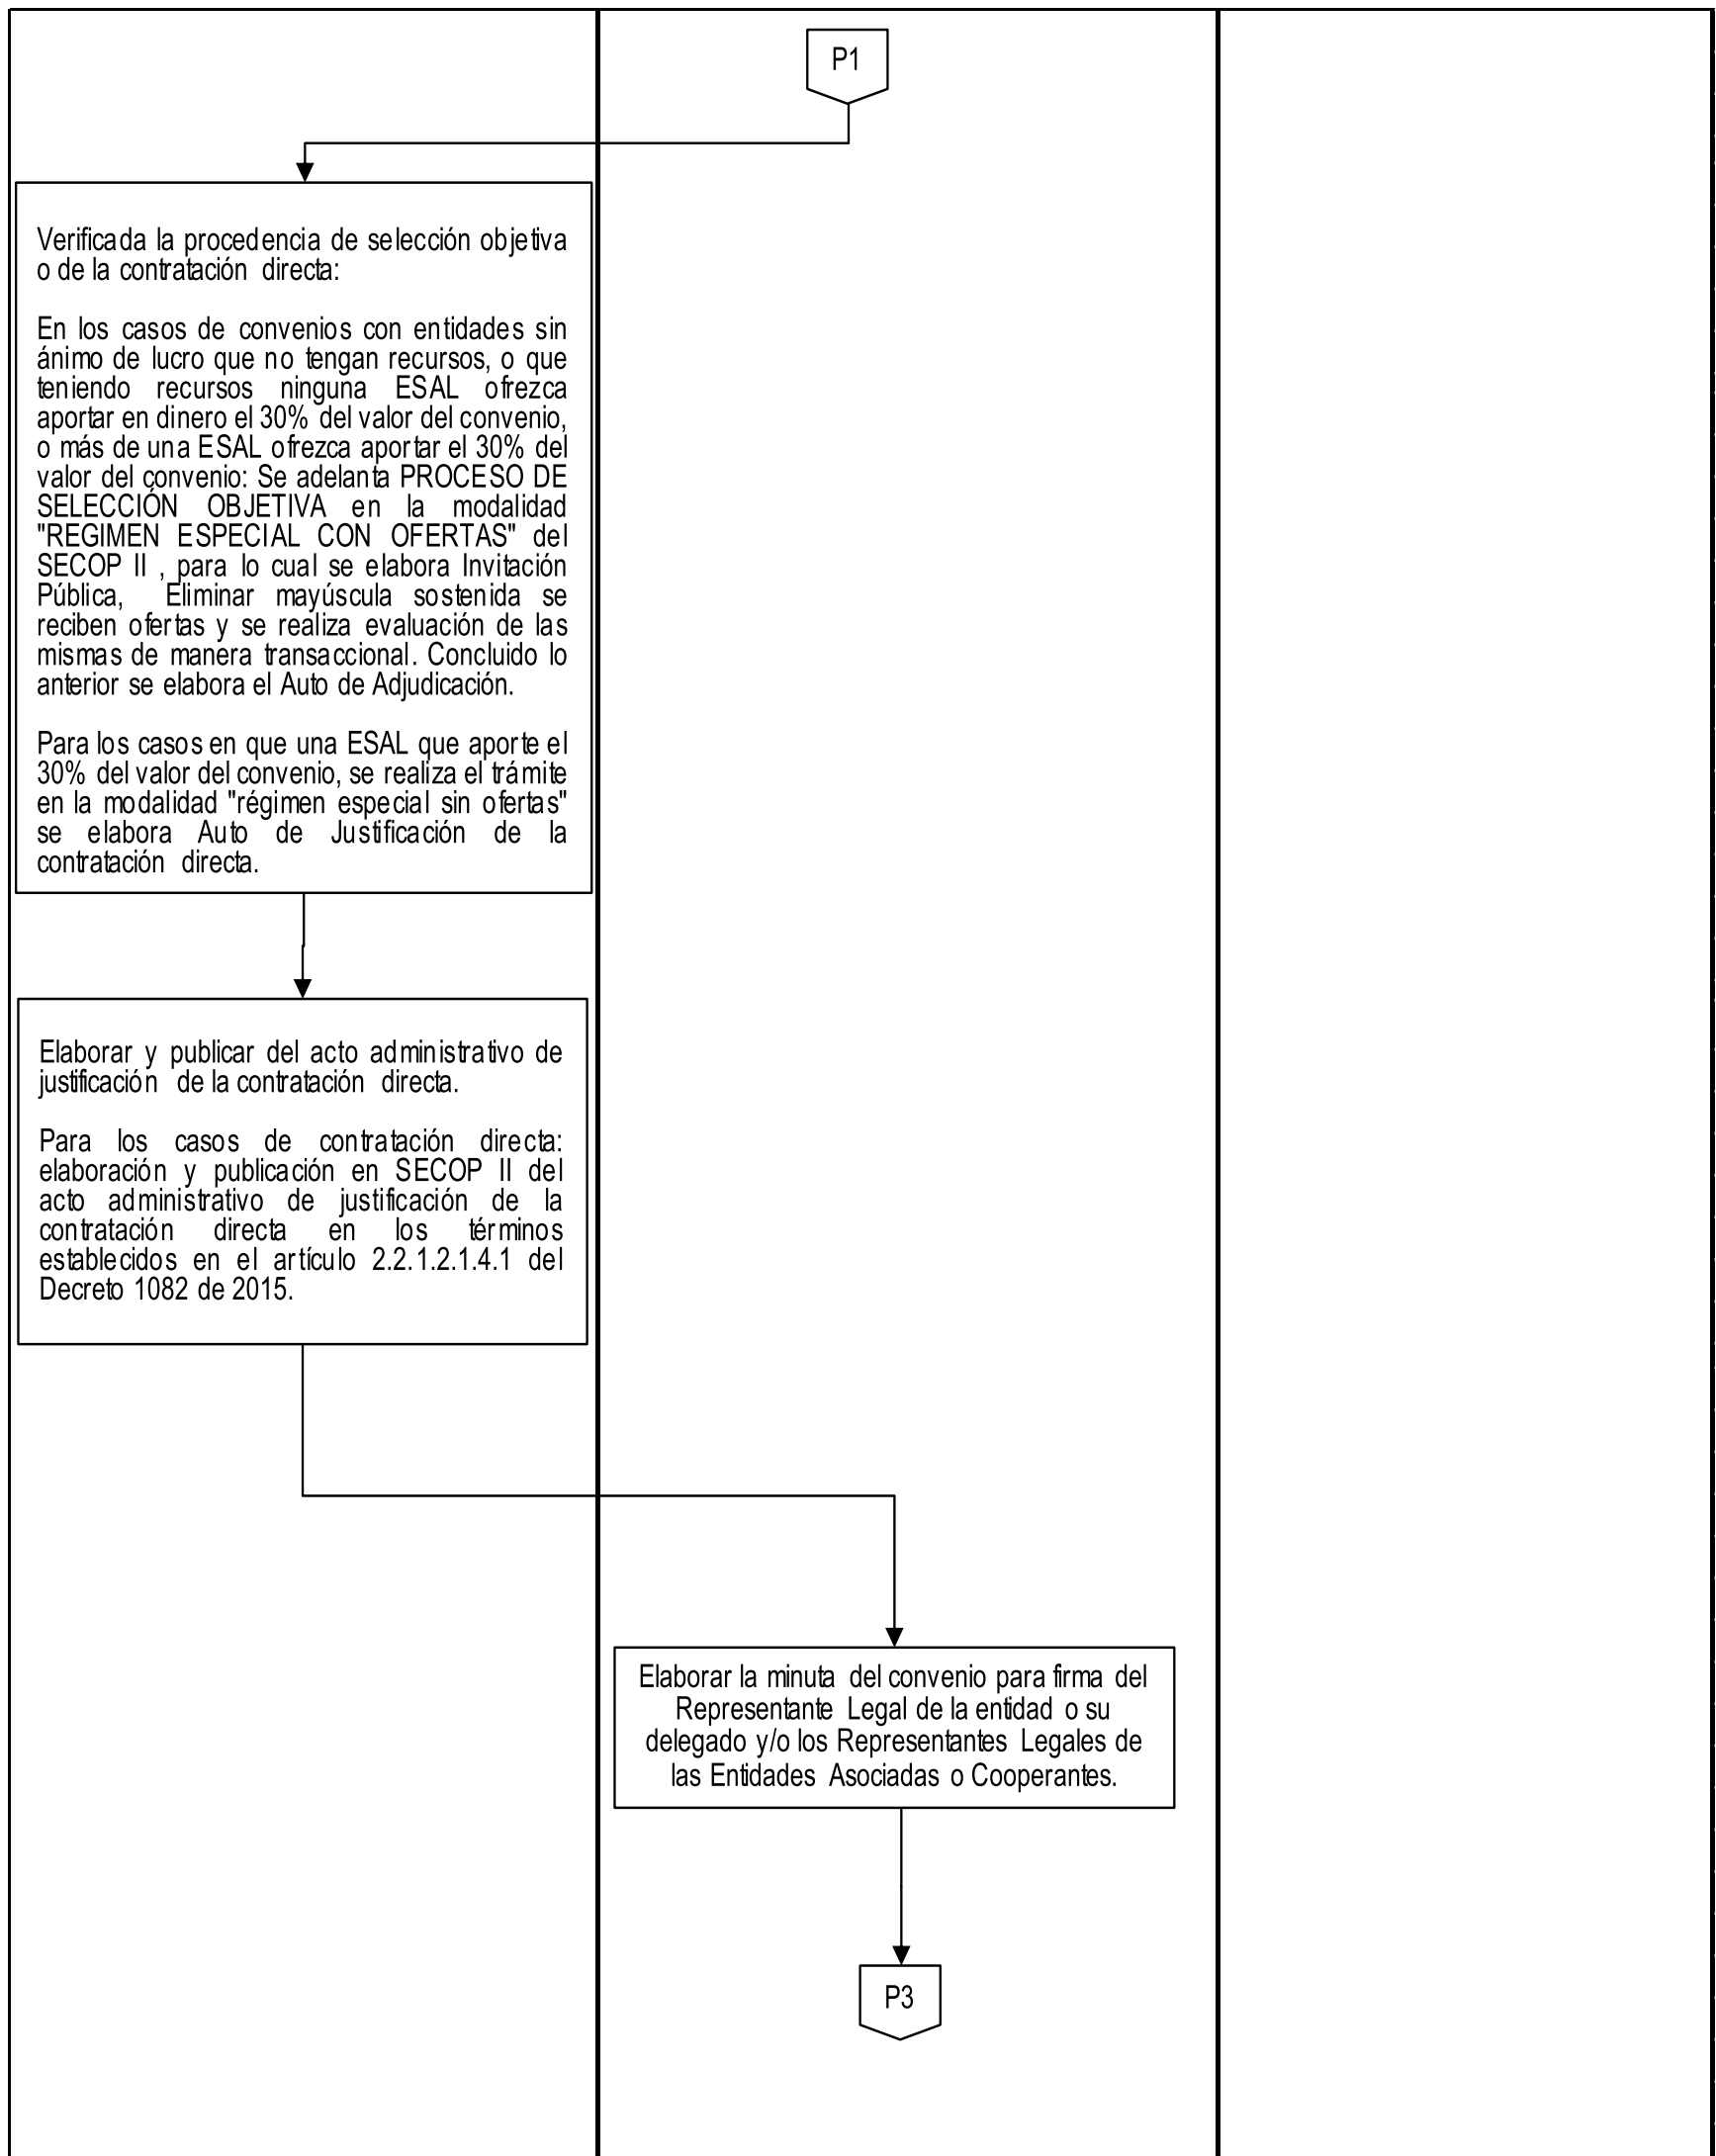 P1
Verificada la procedencia de selección objetiva
o de la contratación directa:
En los casos de convenios con entidades sin
ánimo de lucro que no tengan recursos, o que
teniendo recursos ninguna ESAL ofrezca
aportar en dinero el 30% del valor del convenio,
o más de una ESAL ofrezca aportar el 30% del
valor del convenio: Se adelanta PROCESO DE
SELECCIÓN OBJETIVA en la modalidad
"REGIMEN ESPECIAL CON OFERTAS" del
SECOP II , para lo cual se elabora Invitación
Pública, Eliminar mayúscula sostenida se
reciben ofertas y se realiza evaluación de las
mismas de manera transaccional. Concluido lo
anterior se elabora el Auto de Adjudicación.
Para los casos en que una ESAL que aporte el
30% del valor del convenio, se realiza el trámite
en la modalidad "régimen especial sin ofertas"
se elabora Auto de Justificación de la
contratación directa.
Elaborar y publicar del acto administrativo de
justificación de la contratación directa.
Para los casos de contratación directa:
elaboración y publicación en SECOP II del
acto administrativo de justificación de la
contratación directa en los términos
establecidos en el artículo 2.2.1.2.1.4.1 del
Decreto 1082 de 2015.
Elaborar la minuta del convenio para firma del
Representante Legal de la entidad o su
delegado y/o los Representantes Legales de
las Entidades Asociadas o Cooperantes.
P3